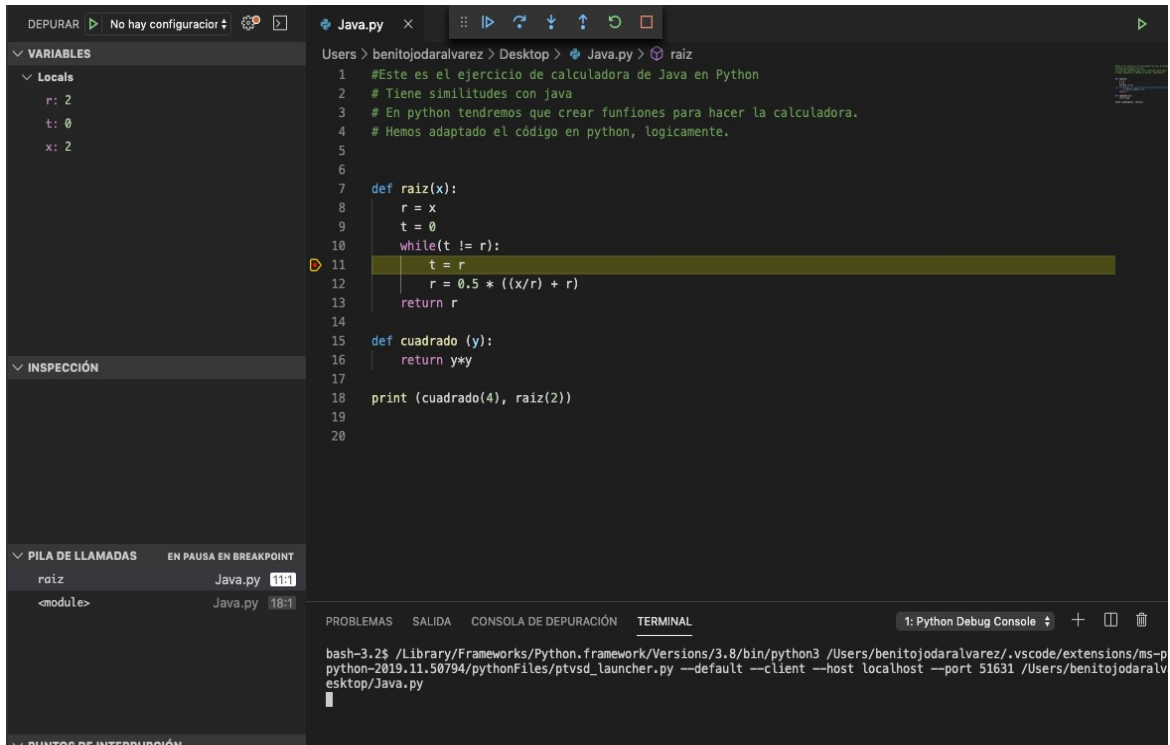 DEPURAR No hay configuracior
VARIABLES
Locals
r: 2
t: 0
x: 2
INSPECCIÓN
PILA DE LLAMADAS EN PAUSA EN BREAKPOINT
raiz Java.py 11:1
<module> Java.py 18:1
PUNTOS DE INTERRUPCIÓN
Java.py
Users > benitojodaralvarez > Desktop > Java.py > raiz
1 #Este es el ejercicio de calculadora de Java en Python
2 # Tiene similitudes con java
3 # En python tendremos que crear funfiones para hacer la calculadora.
4 # Hemos adaptado el código en python, logicamente.
5
6
7 def raiz(x):
8 r = x
9 t = 0
10 while(t != r):
11 t = r
12 r = 0.5 * ((x/r) + r)
13 return r
14
15 def cuadrado (y):
16 return y*y
17
18 print (cuadrado(4), raiz(2))
19
20
PROBLEMAS SALIDA CONSOLA DE DEPURACIÓN TERMINAL 1: Python Debug Console
bash-3.2$ /Library/Frameworks/Python.framework/Versions/3.8/bin/python3 /Users/benitojodaralvarez/.vscode/extensions/ms-p
python-2019.11.50794/pythonFiles/ptvsd_launcher.py --default --client --host localhost --port 51631 /Users/benitojodaralv
esktop/Java.py